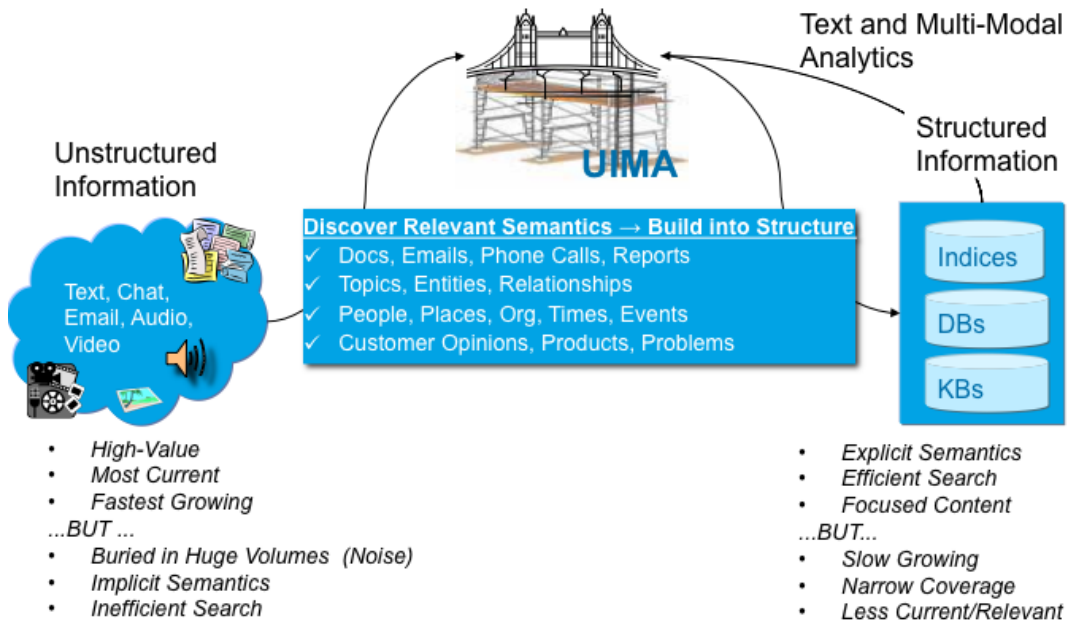 Text and Multi-Modal
Analytics
UIMA
Unstructured
Information
Structured
Information
Text, Chat,
Email, Audio,
Video
Discover Relevant Semantics → Build into Structure
✓ Docs, Emails, Phone Calls, Reports
✓ Topics, Entities, Relationships
✓ People, Places, Org, Times, Events
✓ Customer Opinions, Products, Problems
Indices
DBs
KBs
• High-Value
• Most Current
• Fastest Growing
...BUT ...
• Buried in Huge Volumes (Noise)
• Implicit Semantics
• Inefficient Search
• Explicit Semantics
• Efficient Search
• Focused Content
...BUT...
• Slow Growing
• Narrow Coverage
• Less Current/Relevant